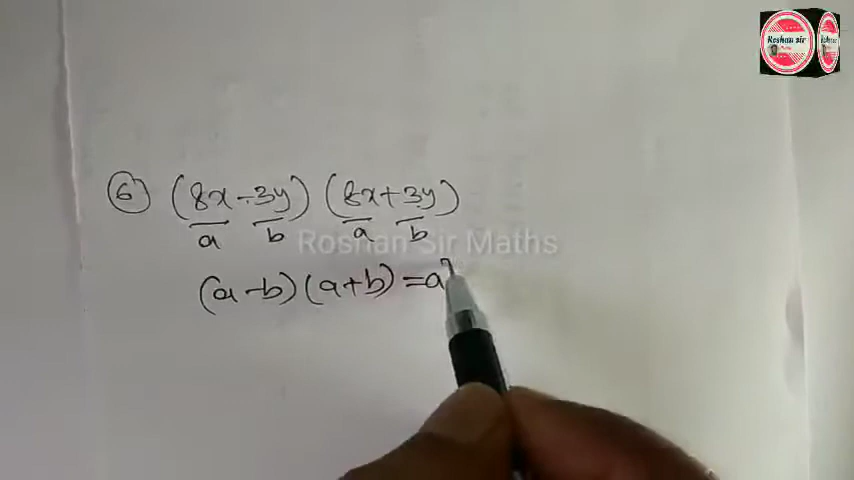 Roshan sir
⑥ (8x-3y) (8x+3y)
a b a b
Roshan Sir Maths
(a-b)(a+b)=a²